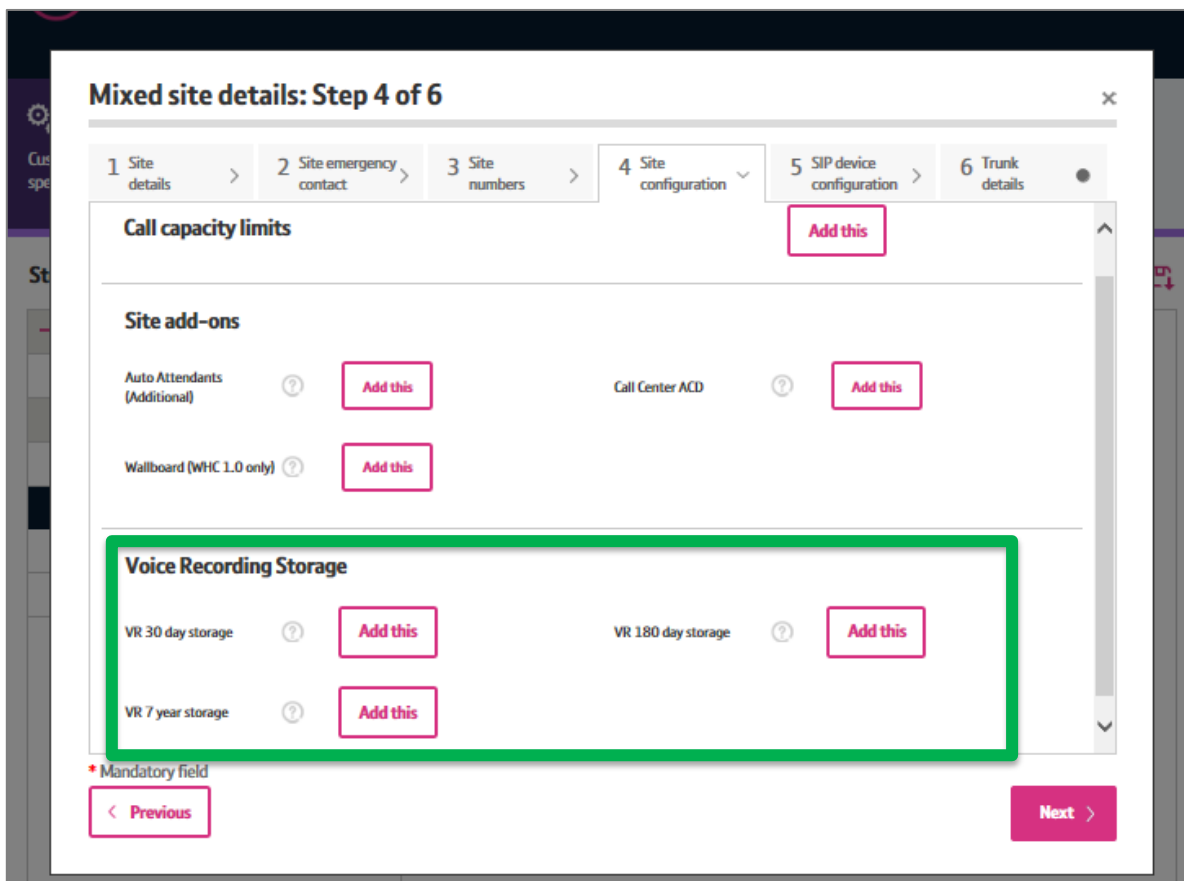 Mixed site details: Step 4 of 6
×
1 Site details
2 Site emergency contact
3 Site numbers
4 Site configuration
5 SIP device configuration
6 Trunk details
Cus
spe
St
Call capacity limits
Add this
Site add-ons
Auto Attendants
(Additional)
?
Add this
Call Center ACD
?
Add this
Wallboard (WHC 1.0 only)
?
Add this
Voice Recording Storage
VR 30 day storage
?
Add this
VR 180 day storage
?
Add this
VR 7 year storage
?
Add this
* Mandatory field
< Previous
Next >